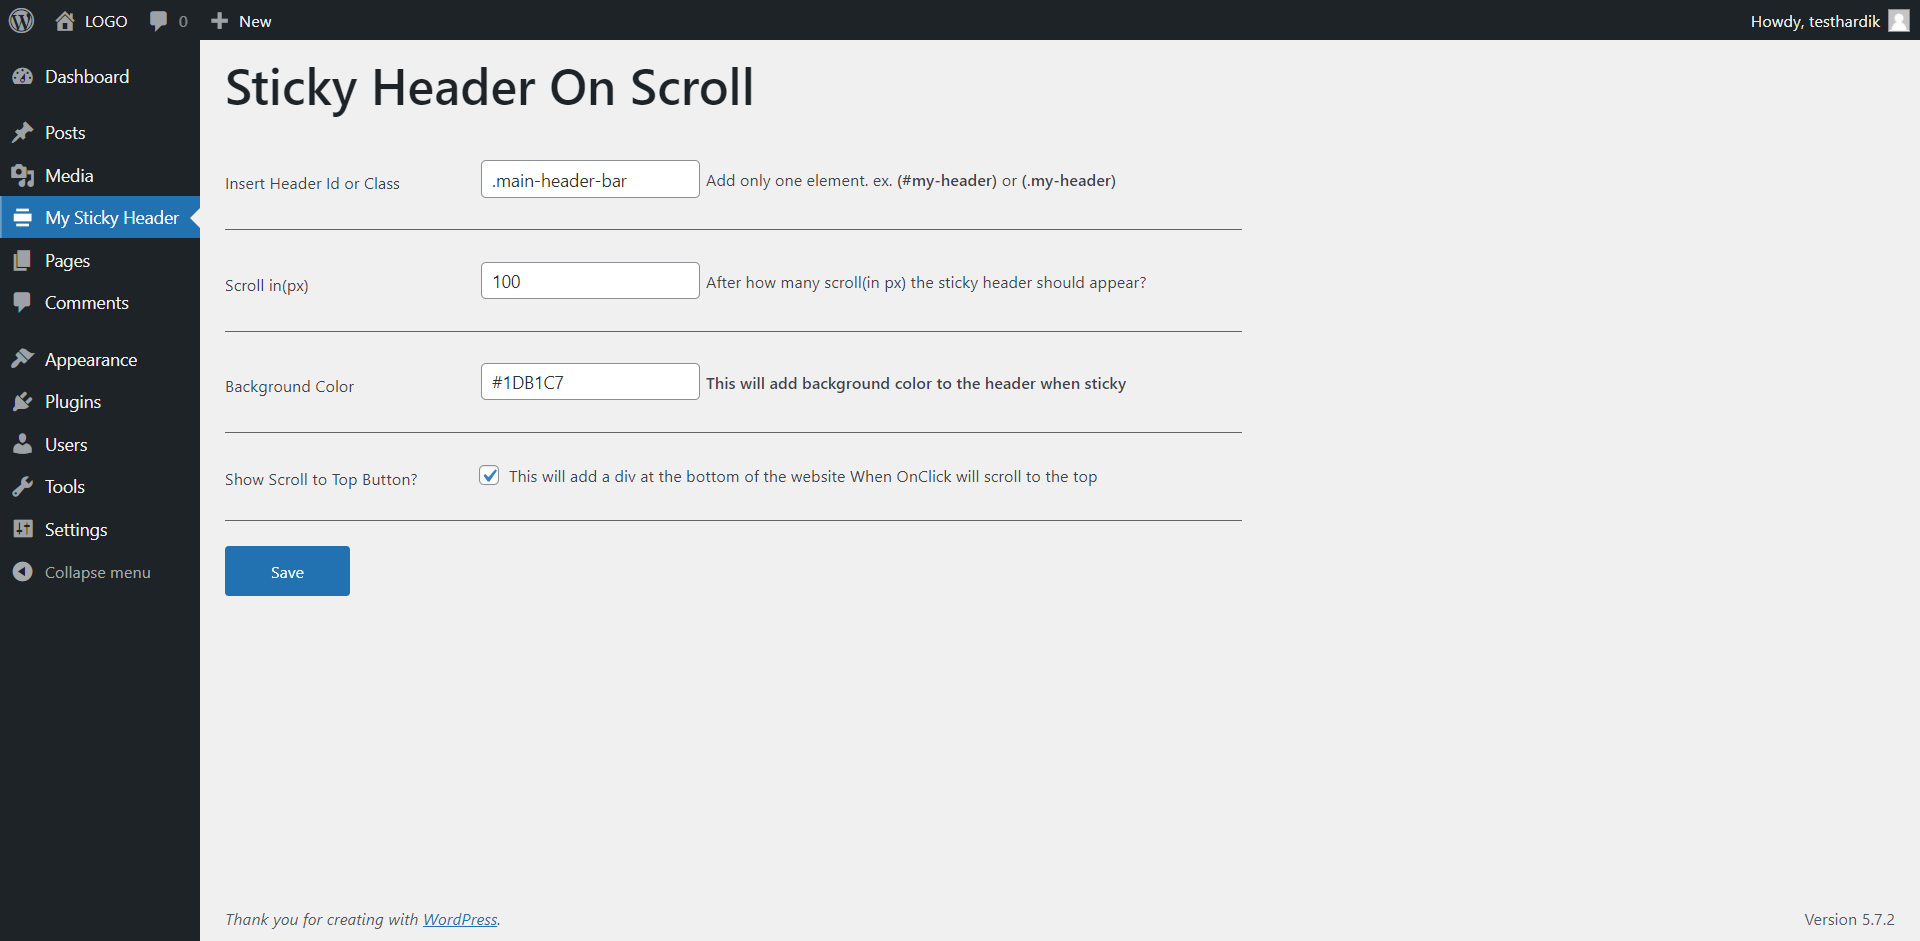 LOGO 0 New Howdy, testhardik
Dashboard
Posts
Media
My Sticky Header
Pages
Comments
Appearance
Plugins
Users
Tools
Settings
Collapse menu
Sticky Header On Scroll
Insert Header Id or Class .main-header-bar Add only one element. ex. (#my-header) or (.my-header)
Scroll in(px) 100 After how many scroll(in px) the sticky header should appear?
Background Color #1DB1C7 This will add background color to the header when sticky
Show Scroll to Top Button? This will add a div at the bottom of the website When OnClick will scroll to the top
Save
Thank you for creating with WordPress. Version 5.7.2